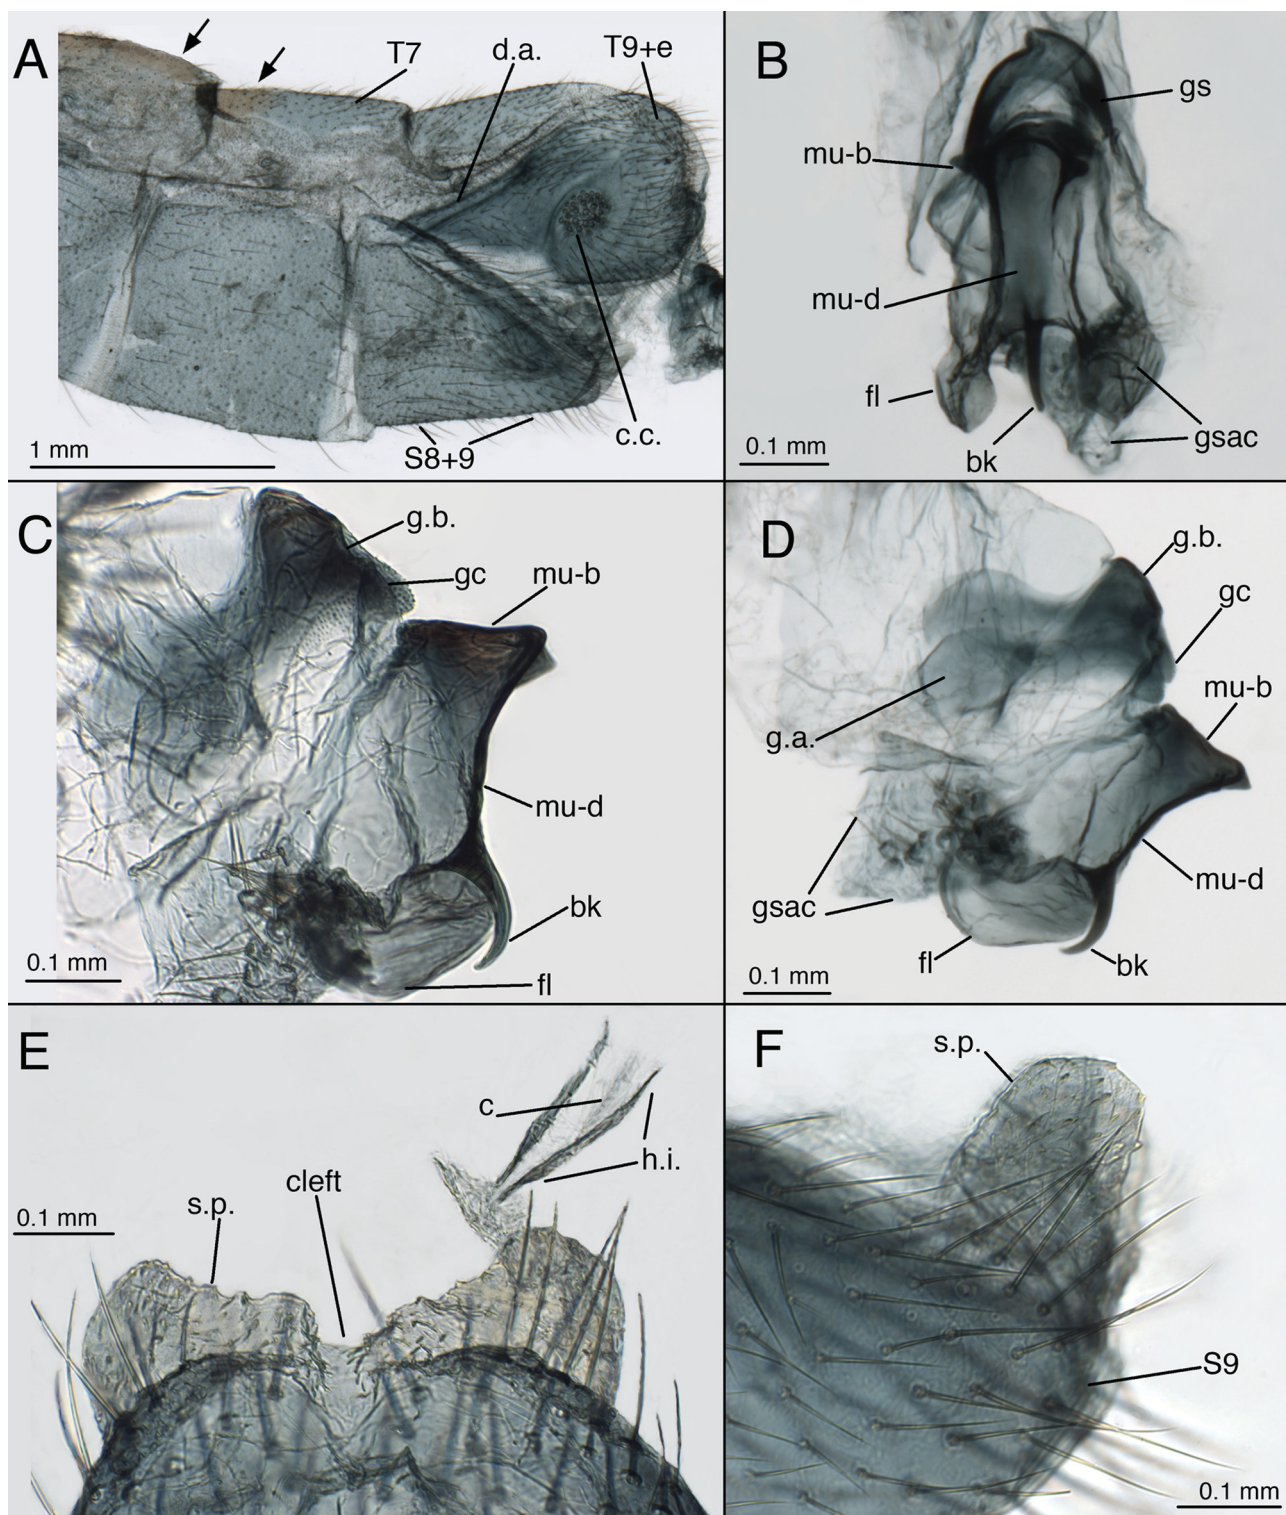 A
T7
d.a.
T9+e
1 mm
S8+9
c.c.
B
gs
mu-b
mu-d
fl
bk
gsac
0.1 mm
C
g.b.
gc
mu-b
mu-d
bk
fl
0.1 mm
D
g.b.
gc
mu-b
g.a.
mu-d
gsac
fl
bk
0.1 mm
E
c
h.i.
cleft
s.p.
0.1 mm
F
s.p.
S9
0.1 mm